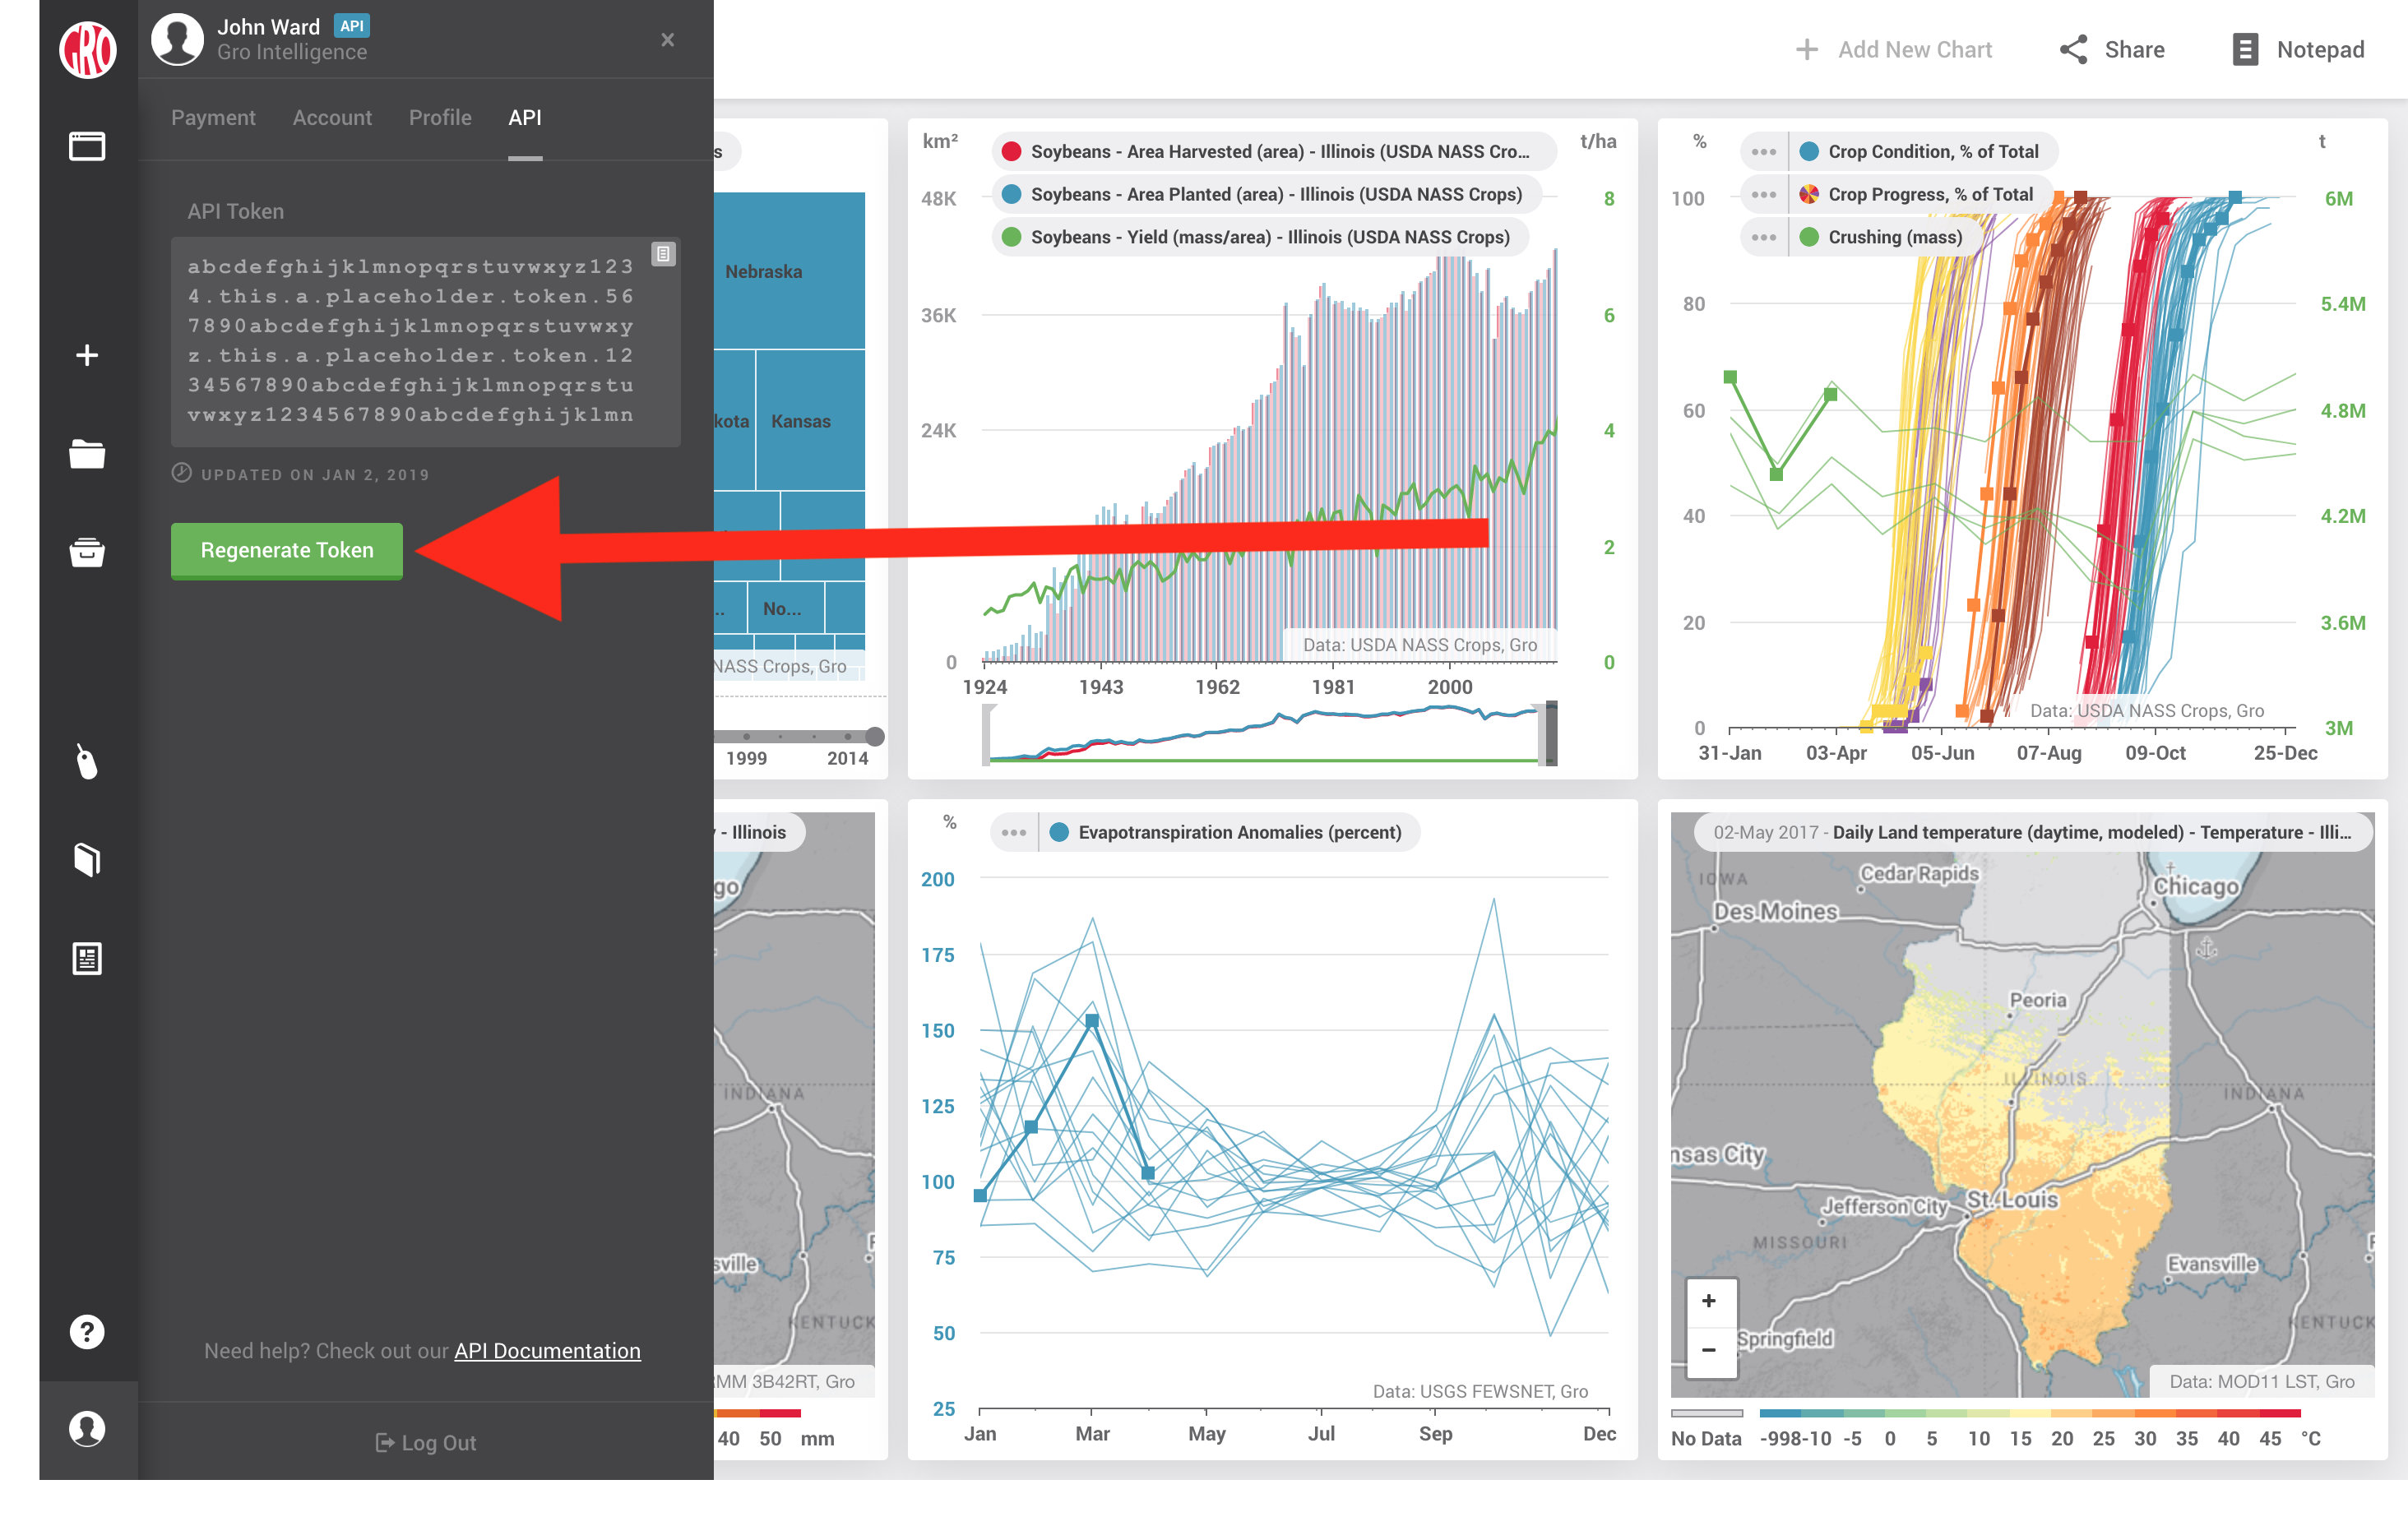 GRO
John Ward API
Gro Intelligence
x
Payment Account Profile API
API Token
abcdefghijklmnopqrstuvwxyz123
4.this.a.placeholder.token.56
7890abcdefghijklmnopqrstuvwxy
z.this.a.placeholder.token.12
34567890abcdefghijklmnopqrstu
vwxyz1234567890abcdefghijklmn
UPDATED ON JAN 2, 2019
Regenerate Token
Need help? Check out our API Documentation
Log Out
?
+ Add New Chart
Share
Notepad
s
Nebraska
kota
Kansas
..
No...
NASS Crops, Gro
1999 2014
km² t/ha
Soybeans - Area Harvested (area) - Illinois (USDA NASS Cro...
Soybeans - Area Planted (area) - Illinois (USDA NASS Crops)
Soybeans - Yield (mass/area) - Illinois (USDA NASS Crops)
48K 8
36K 6
24K 4
2
0 0
Data: USDA NASS Crops, Gro
1924 1943 1962 1981 2000
% t
Crop Condition, % of Total
Crop Progress, % of Total
Crushing (mass)
100 6M
80 5.4M
60 4.8M
40 4.2M
20 3.6M
0 3M
Data: USDA NASS Crops, Gro
31-Jan 03-Apr 05-Jun 07-Aug 09-Oct 25-Dec
- Illinois
go
INDIANA
sville
KENTUCK
RMM 3B42RT, Gro
40 50 mm
%
Evapotranspiration Anomalies (percent)
200
175
150
125
100
75
50
25
Data: USGS FEWSNET, Gro
Jan Mar May Jul Sep Dec
02-May 2017 - Daily Land temperature (daytime, modeled) - Temperature - Illi...
IOWA
Cedar Rapids
Chicago
Des Moines
Peoria
ILLINOIS
INDIANA
nsas City
Jefferson City
St. Louis
MISSOURI
Evansville
+
−
Springfield
KENTUCK
Data: MOD11 LST, Gro
No Data -998 -10 -5 0 5 10 15 20 25 30 35 40 45 °C